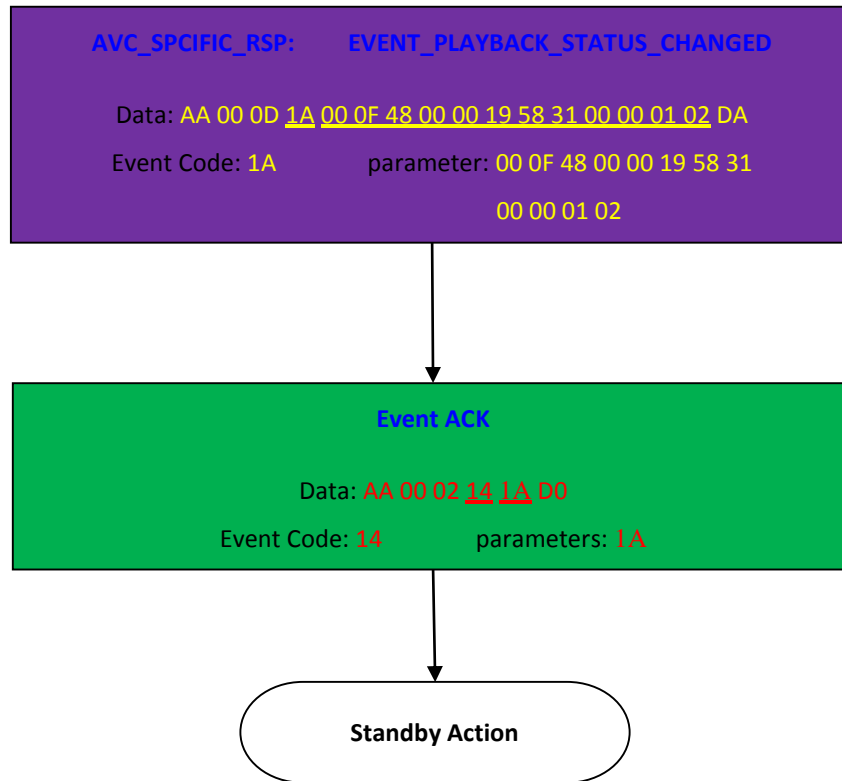 AVC_SPCIFIC_RSP: EVENT_PLAYBACK_STATUS_CHANGED
Data: AA 00 0D 1A 00 0F 48 00 00 19 58 31 00 00 01 02 DA
Event Code: 1A parameter: 00 0F 48 00 00 19 58 31
00 00 01 02
Event ACK
Data: AA 00 02 14 1A D0
Event Code: 14 parameters: 1A
Standby Action